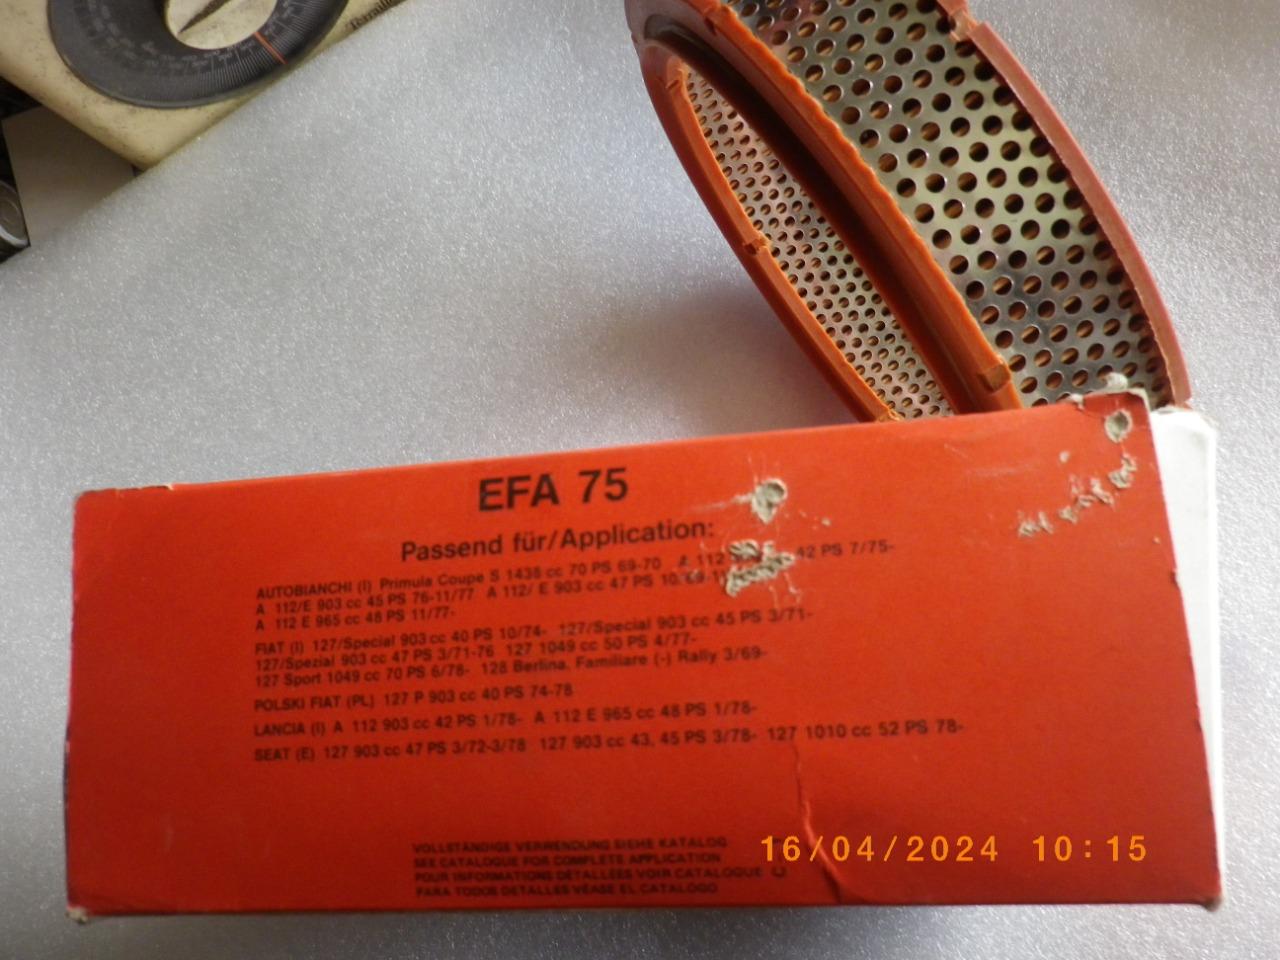 Terraillon
EFA 75
Passend für/Application:
AUTOBIANCHI (I) Primula Coupe S 1438 cc 70 PS 69-70 A 112 42 PS 7/75-
A 112/E 903 cc 45 PS 76-11/77 A 112/ E 903 cc 47 PS 10/69-11
A 112 E 965 cc 48 PS 11/77-
FIAT (I) 127/Special 903 cc 40 PS 10/74- 127/Special 903 cc 45 PS 3/71-
127/Spezial 903 cc 47 PS 3/71-76 127 1049 cc 50 PS 4/77-
127 Sport 1049 cc 70 PS 6/78- 128 Berlina, Familiare (-) Rally 3/69-
POLSKI FIAT (PL) 127 P 903 cc 40 PS 74-78
LANCIA (I) A 112 903 cc 42 PS 1/78- A 112 E 965 cc 48 PS 1/78-
SEAT (E) 127 903 cc 47 PS 3/72-3/78 127 903 cc 43, 45 PS 3/78- 127 1010 cc 52 PS 78-
VOLLSTÄNDIGE VERWENDUNG SIEHE KATALOG
SEE CATALOGUE FOR COMPLETE APPLICATION
POUR INFORMATIONS DÉTAILLÉES VOIR CATALOGUE
PARA TODOS DETALLES VÉASE EL CATÁLOGO
16/04/2024 10:15